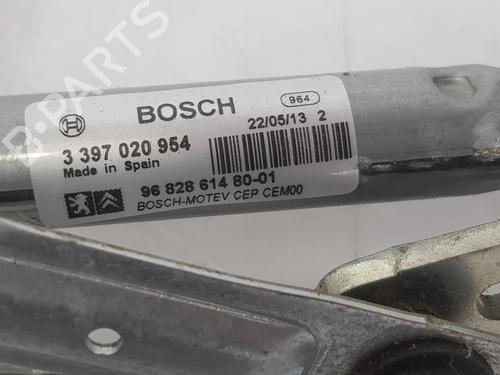 BOSCH
964
3 397 020 954
Made in Spain
22/05/13 2
96 828 614 80-01
BOSCH-MOTEV CEP CEM00
B-PARTS